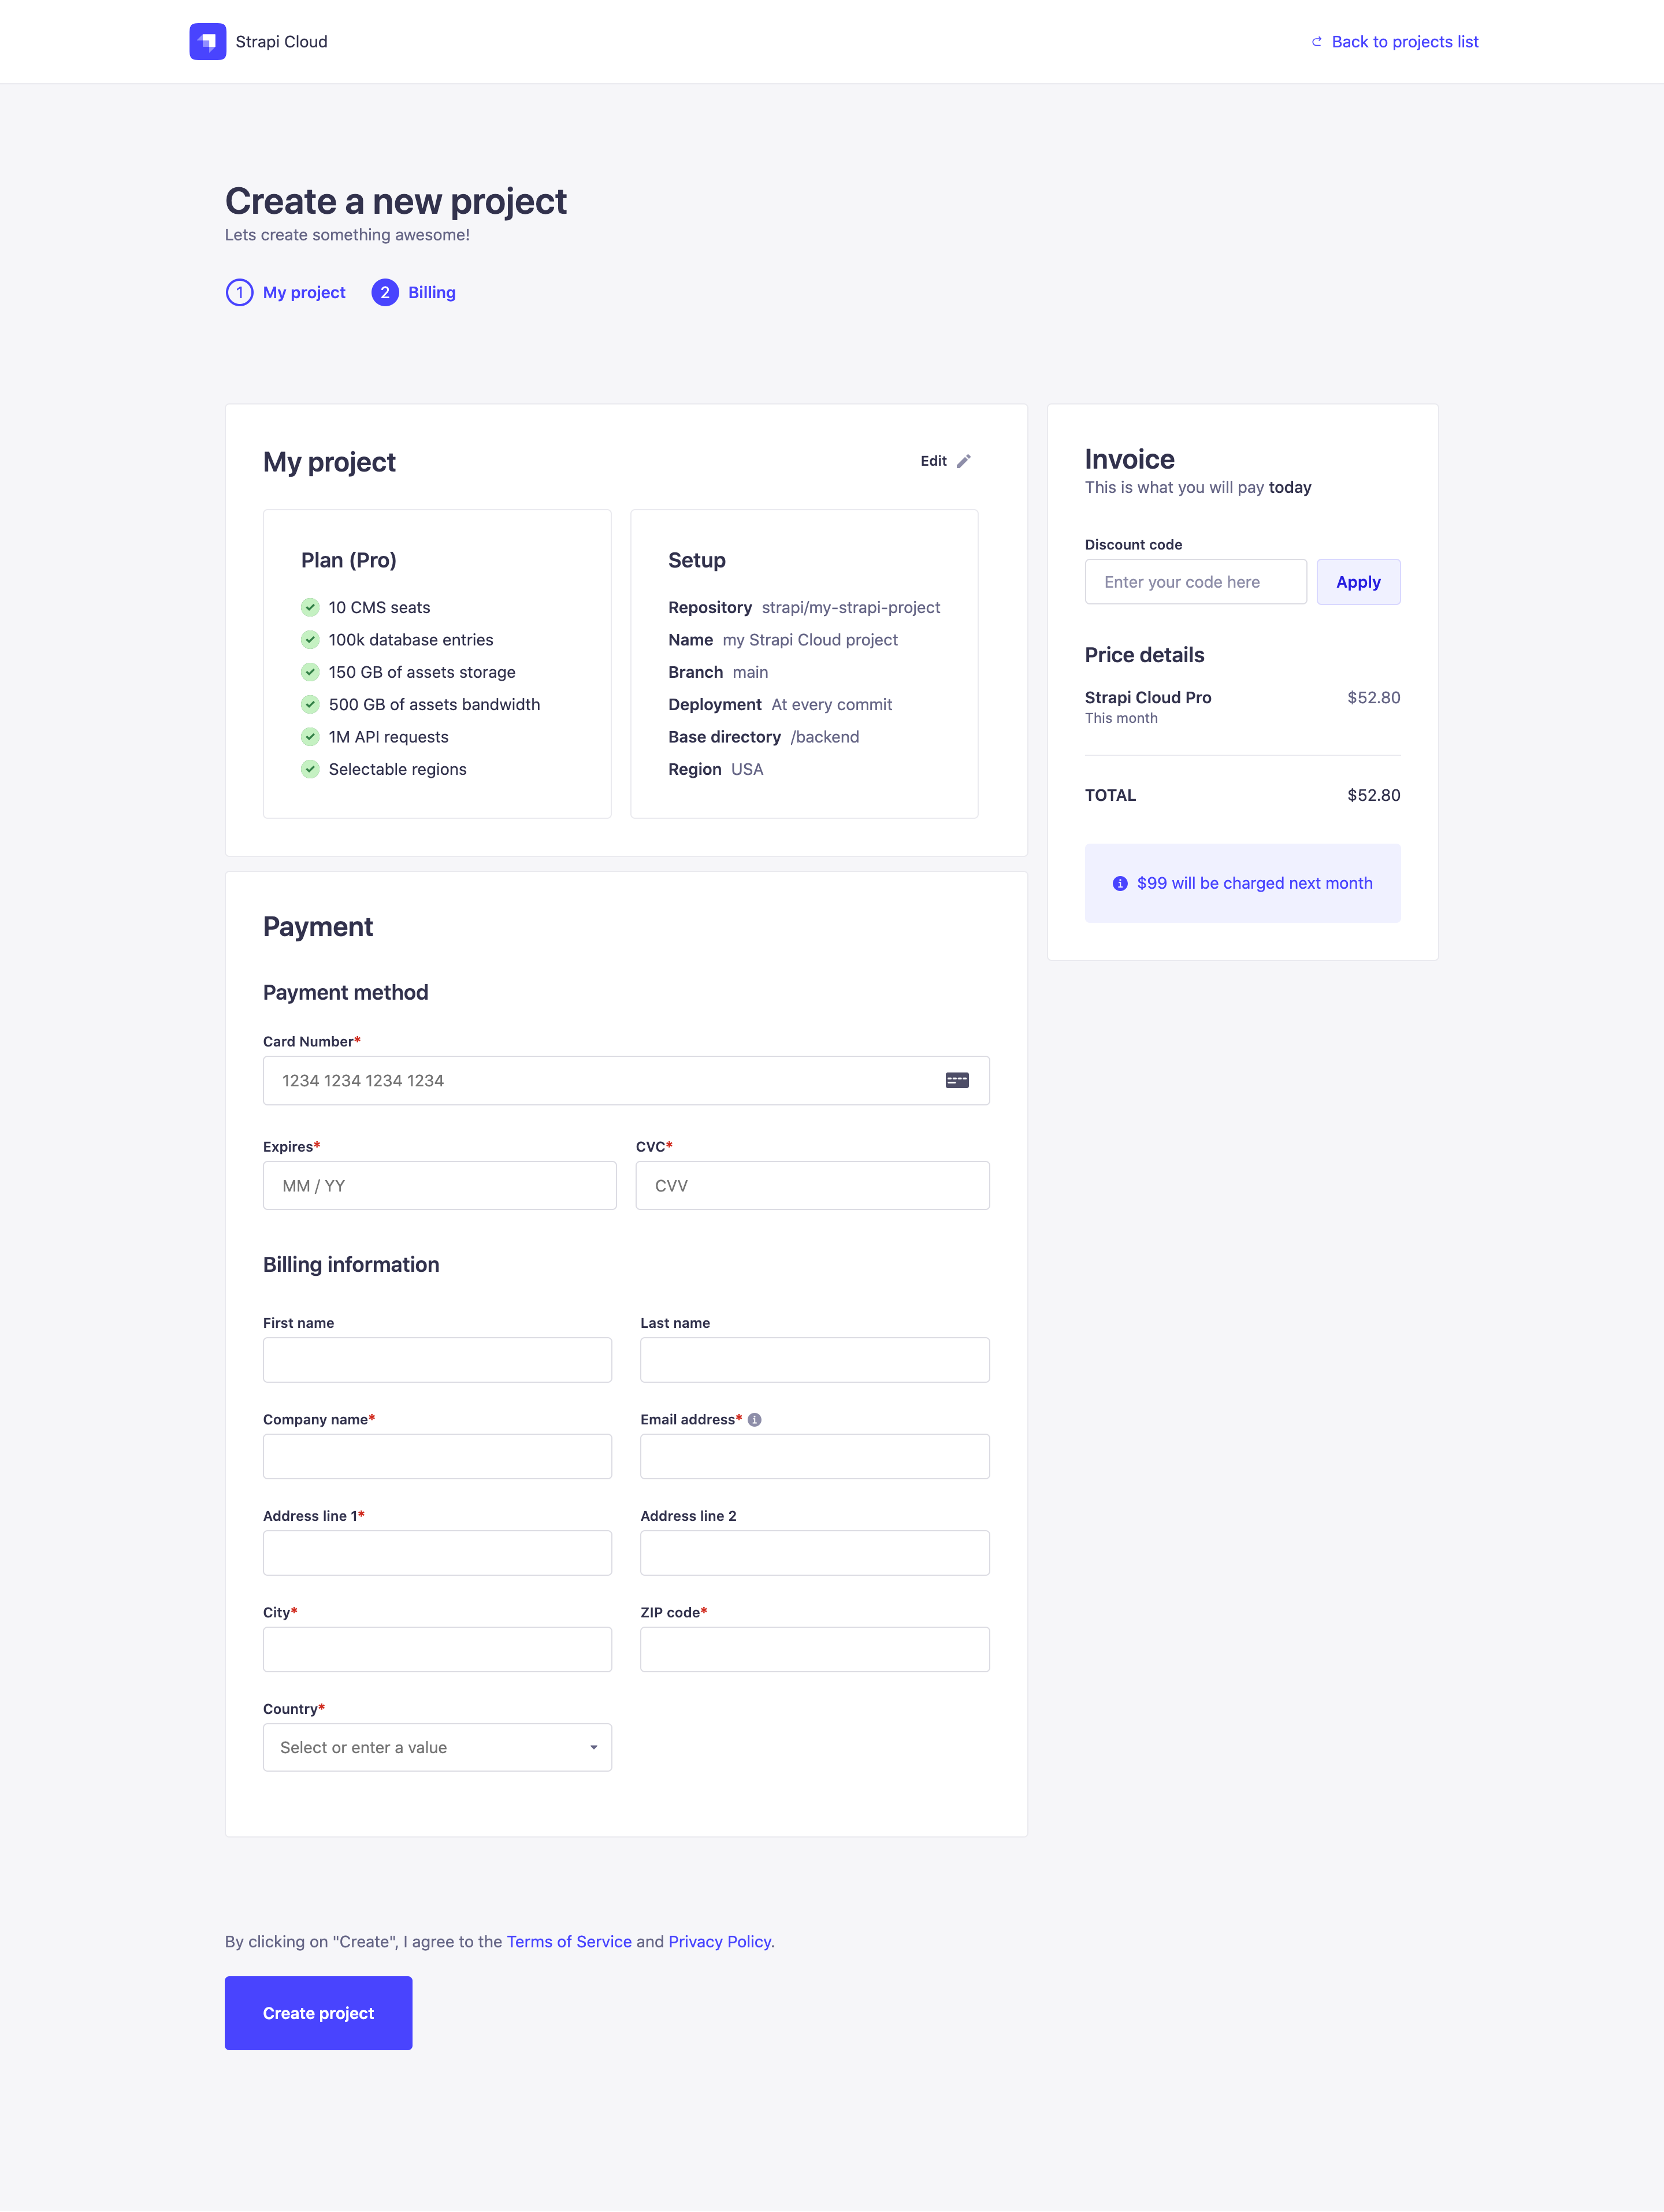 Strapi Cloud
Back to projects list
Create a new project
Lets create something awesome!
1 My project 2 Billing
My project
Edit
Plan (Pro)
10 CMS seats
100k database entries
150 GB of assets storage
500 GB of assets bandwidth
1M API requests
Selectable regions
Setup
Repository strapi/my-strapi-project
Name my Strapi Cloud project
Branch main
Deployment At every commit
Base directory /backend
Region USA
Invoice
This is what you will pay today
Discount code
Enter your code here Apply
Price details
Strapi Cloud Pro $52.80
This month
TOTAL $52.80
$99 will be charged next month
Payment
Payment method
Card Number*
1234 1234 1234 1234
Expires* CVC*
MM / YY CVV
Billing information
First name Last name
Company name* Email address*
Address line 1* Address line 2
City* ZIP code*
Country*
Select or enter a value
By clicking on "Create", I agree to the Terms of Service and Privacy Policy.
Create project